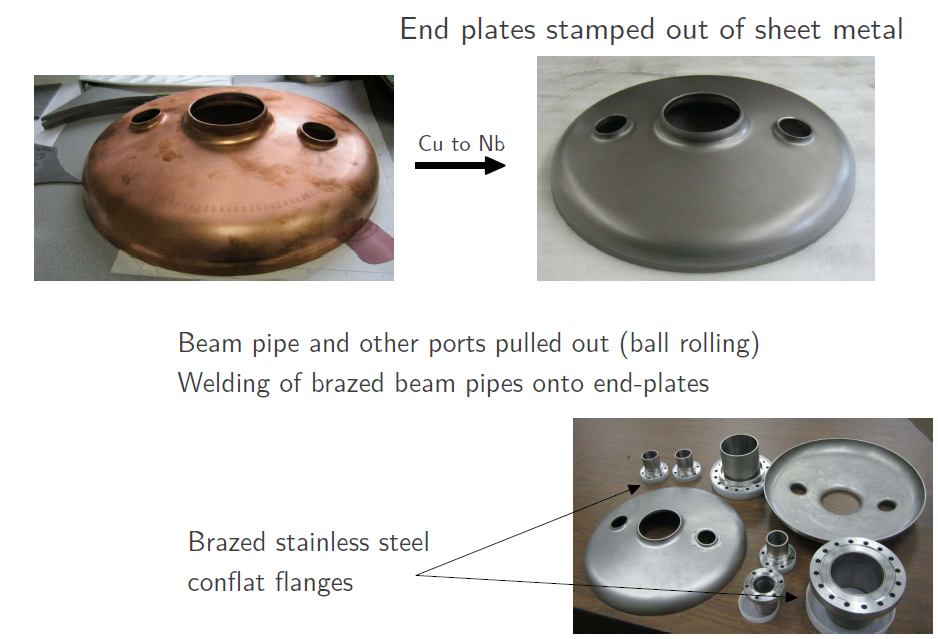 End plates stamped out of sheet metal
Cu to Nb
Beam pipe and other ports pulled out (ball rolling)
Welding of brazed beam pipes onto end-plates
Brazed stainless steel
conflat flanges